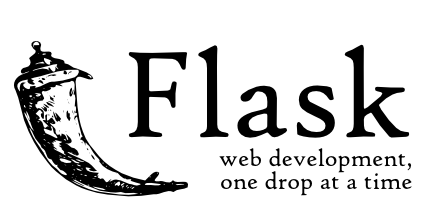 Flask
web development,
one drop at a time